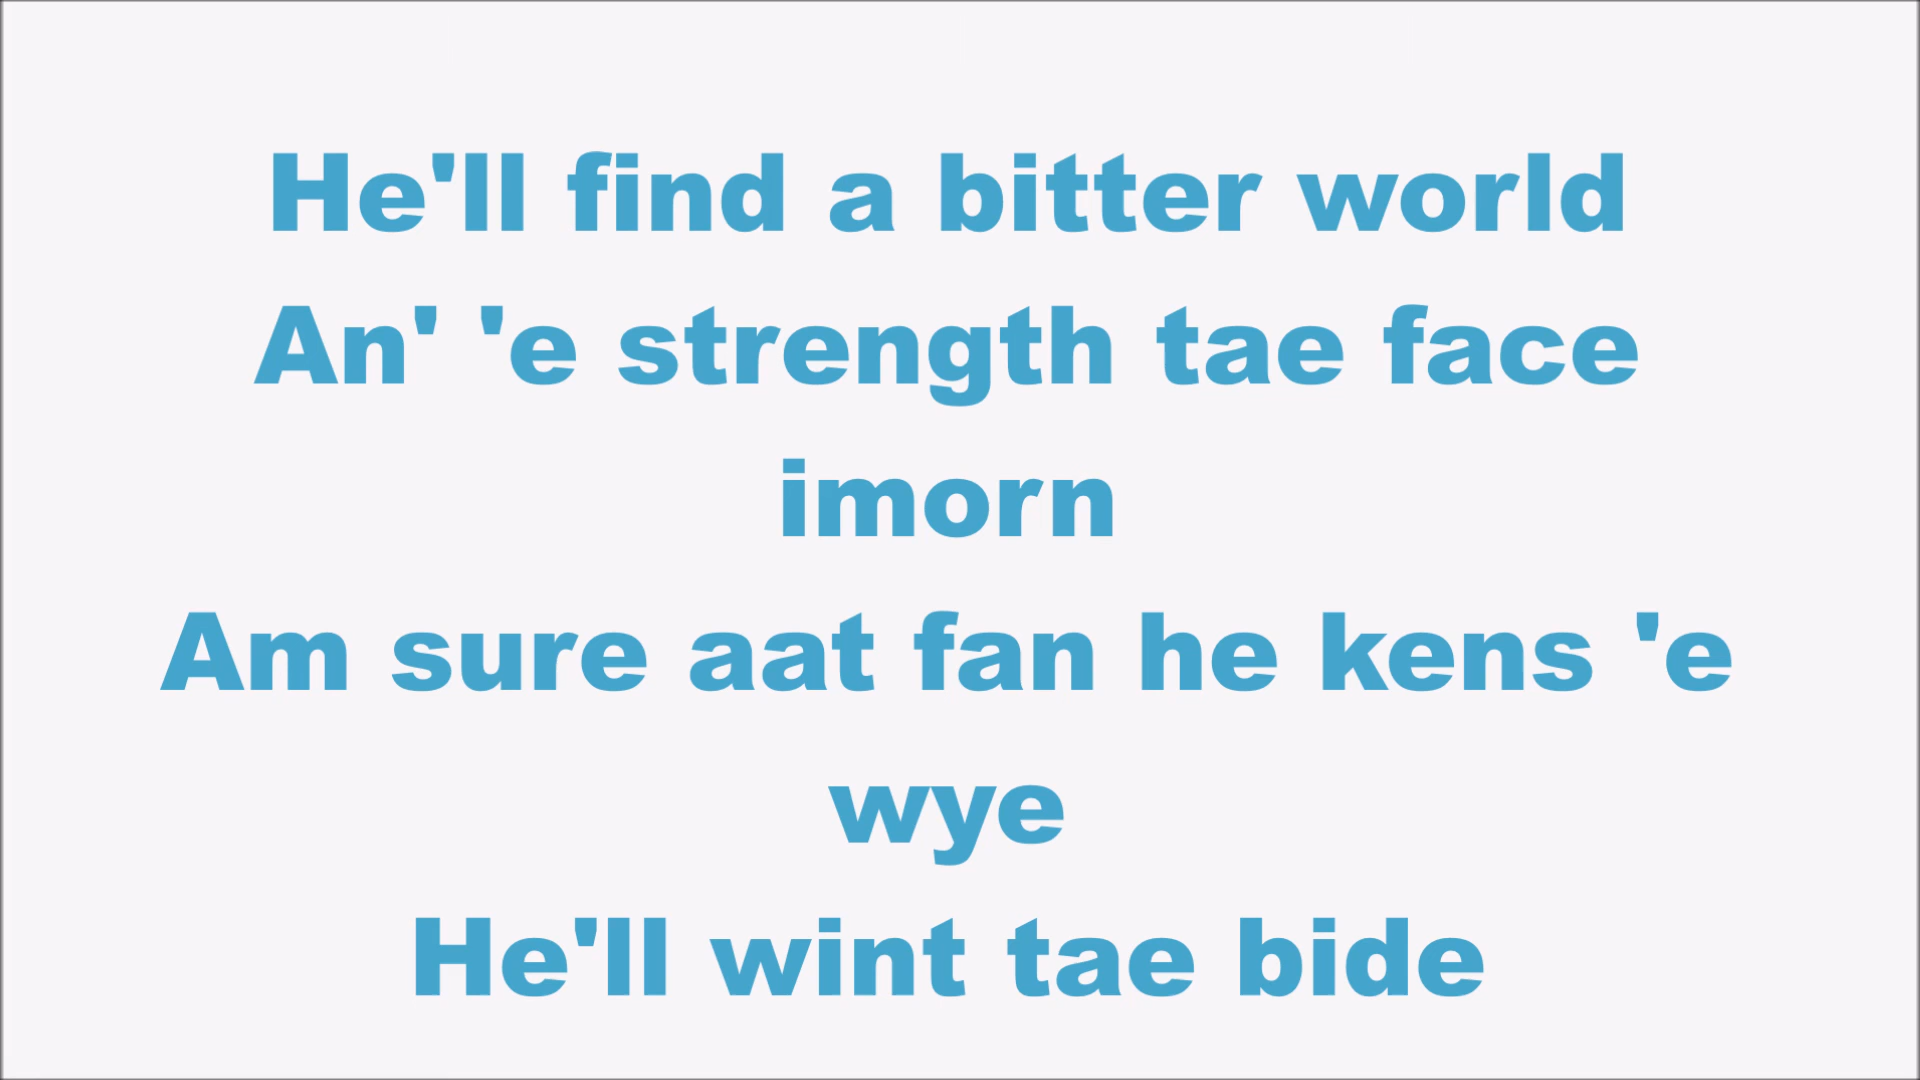 He'll find a bitter world
An' 'e strength tae face
imorn
Am sure aat fan he kens 'e
wye
He'll wint tae bide